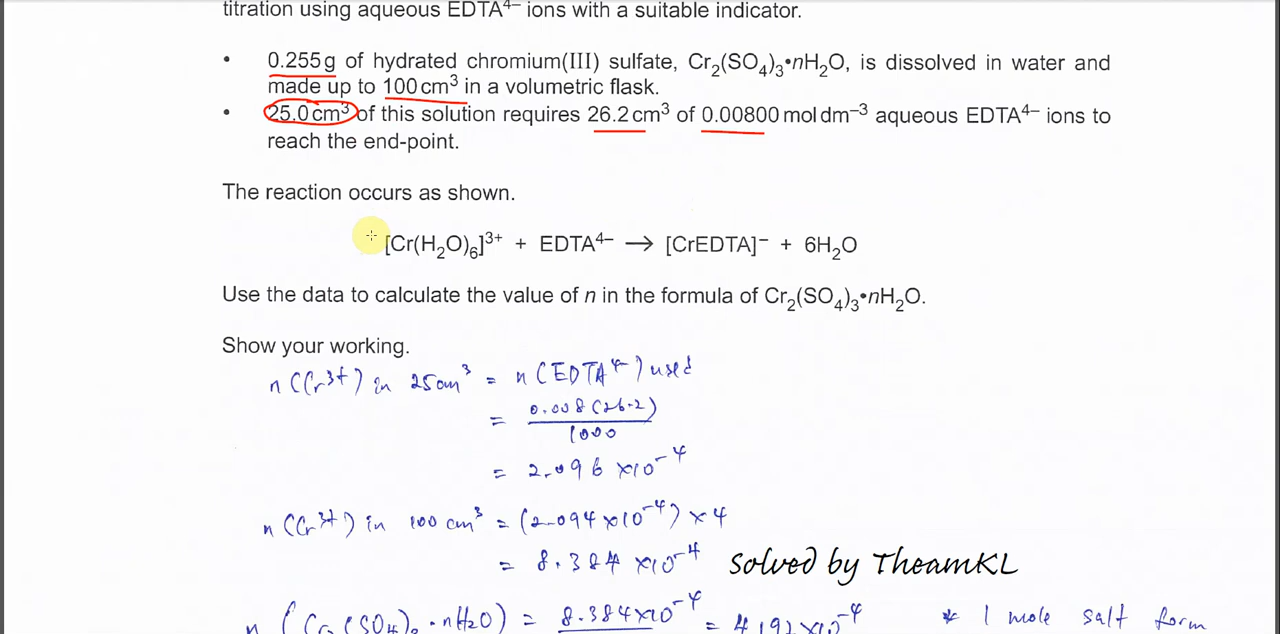 titration using aqueous EDTA⁴⁻ ions with a suitable indicator.
• 0.255 g of hydrated chromium(III) sulfate, Cr₂(SO₄)₃•nH₂O, is dissolved in water and
made up to 100 cm³ in a volumetric flask.
• 25.0 cm³ of this solution requires 26.2 cm³ of 0.00800 mol dm⁻³ aqueous EDTA⁴⁻ ions to
reach the end-point.
The reaction occurs as shown.
[Cr(H₂O)₆]³⁺ + EDTA⁴⁻ → [CrEDTA]⁻ + 6H₂O
Use the data to calculate the value of n in the formula of Cr₂(SO₄)₃•nH₂O.
Show your working.
n(Cr³⁺) in 25cm³ = n(EDTA⁴⁻) used
= 0.008(26.2)
1000
= 2.096 ×10⁻⁴
n(Cr³⁺) in 100 cm³ = (2.094×10⁻⁴) × 4
= 8.384 ×10⁻⁴
Solved by TheamKL
n(Cr₂(SO₄)₃·nH₂O) = 8.384×10⁻⁴ = 4.192×10⁻⁴ * 1 mole salt form